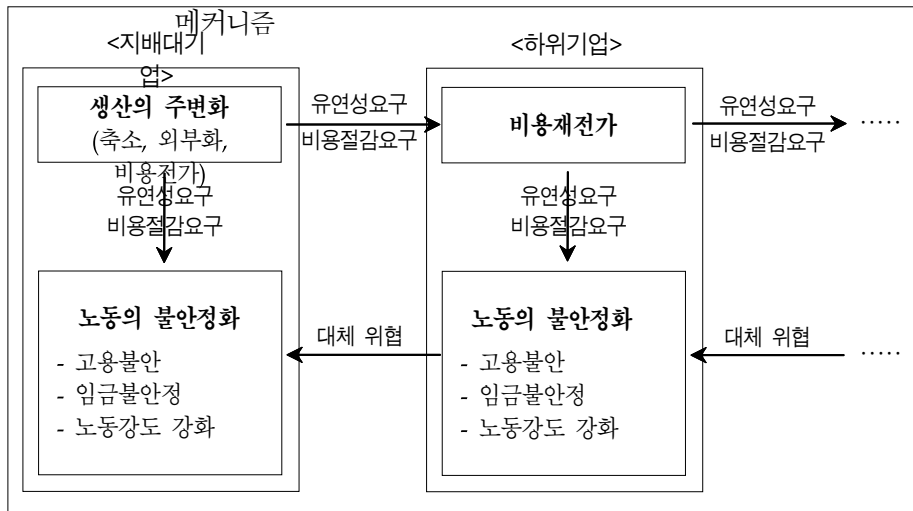 메커니즘
<지배대기
업>
생산의 주변화
(축소, 외부화,
비용전가)
유연성요구
비용절감요구
노동의 불안정화
- 고용불안
- 임금불안정
- 노동강도 강화
유연성요구
비용절감요구
대체 위협
<하위기업>
비용재전가
유연성요구
비용절감요구
노동의 불안정화
- 고용불안
- 임금불안정
- 노동강도 강화
유연성요구
비용절감요구
·····
대체 위협
·····